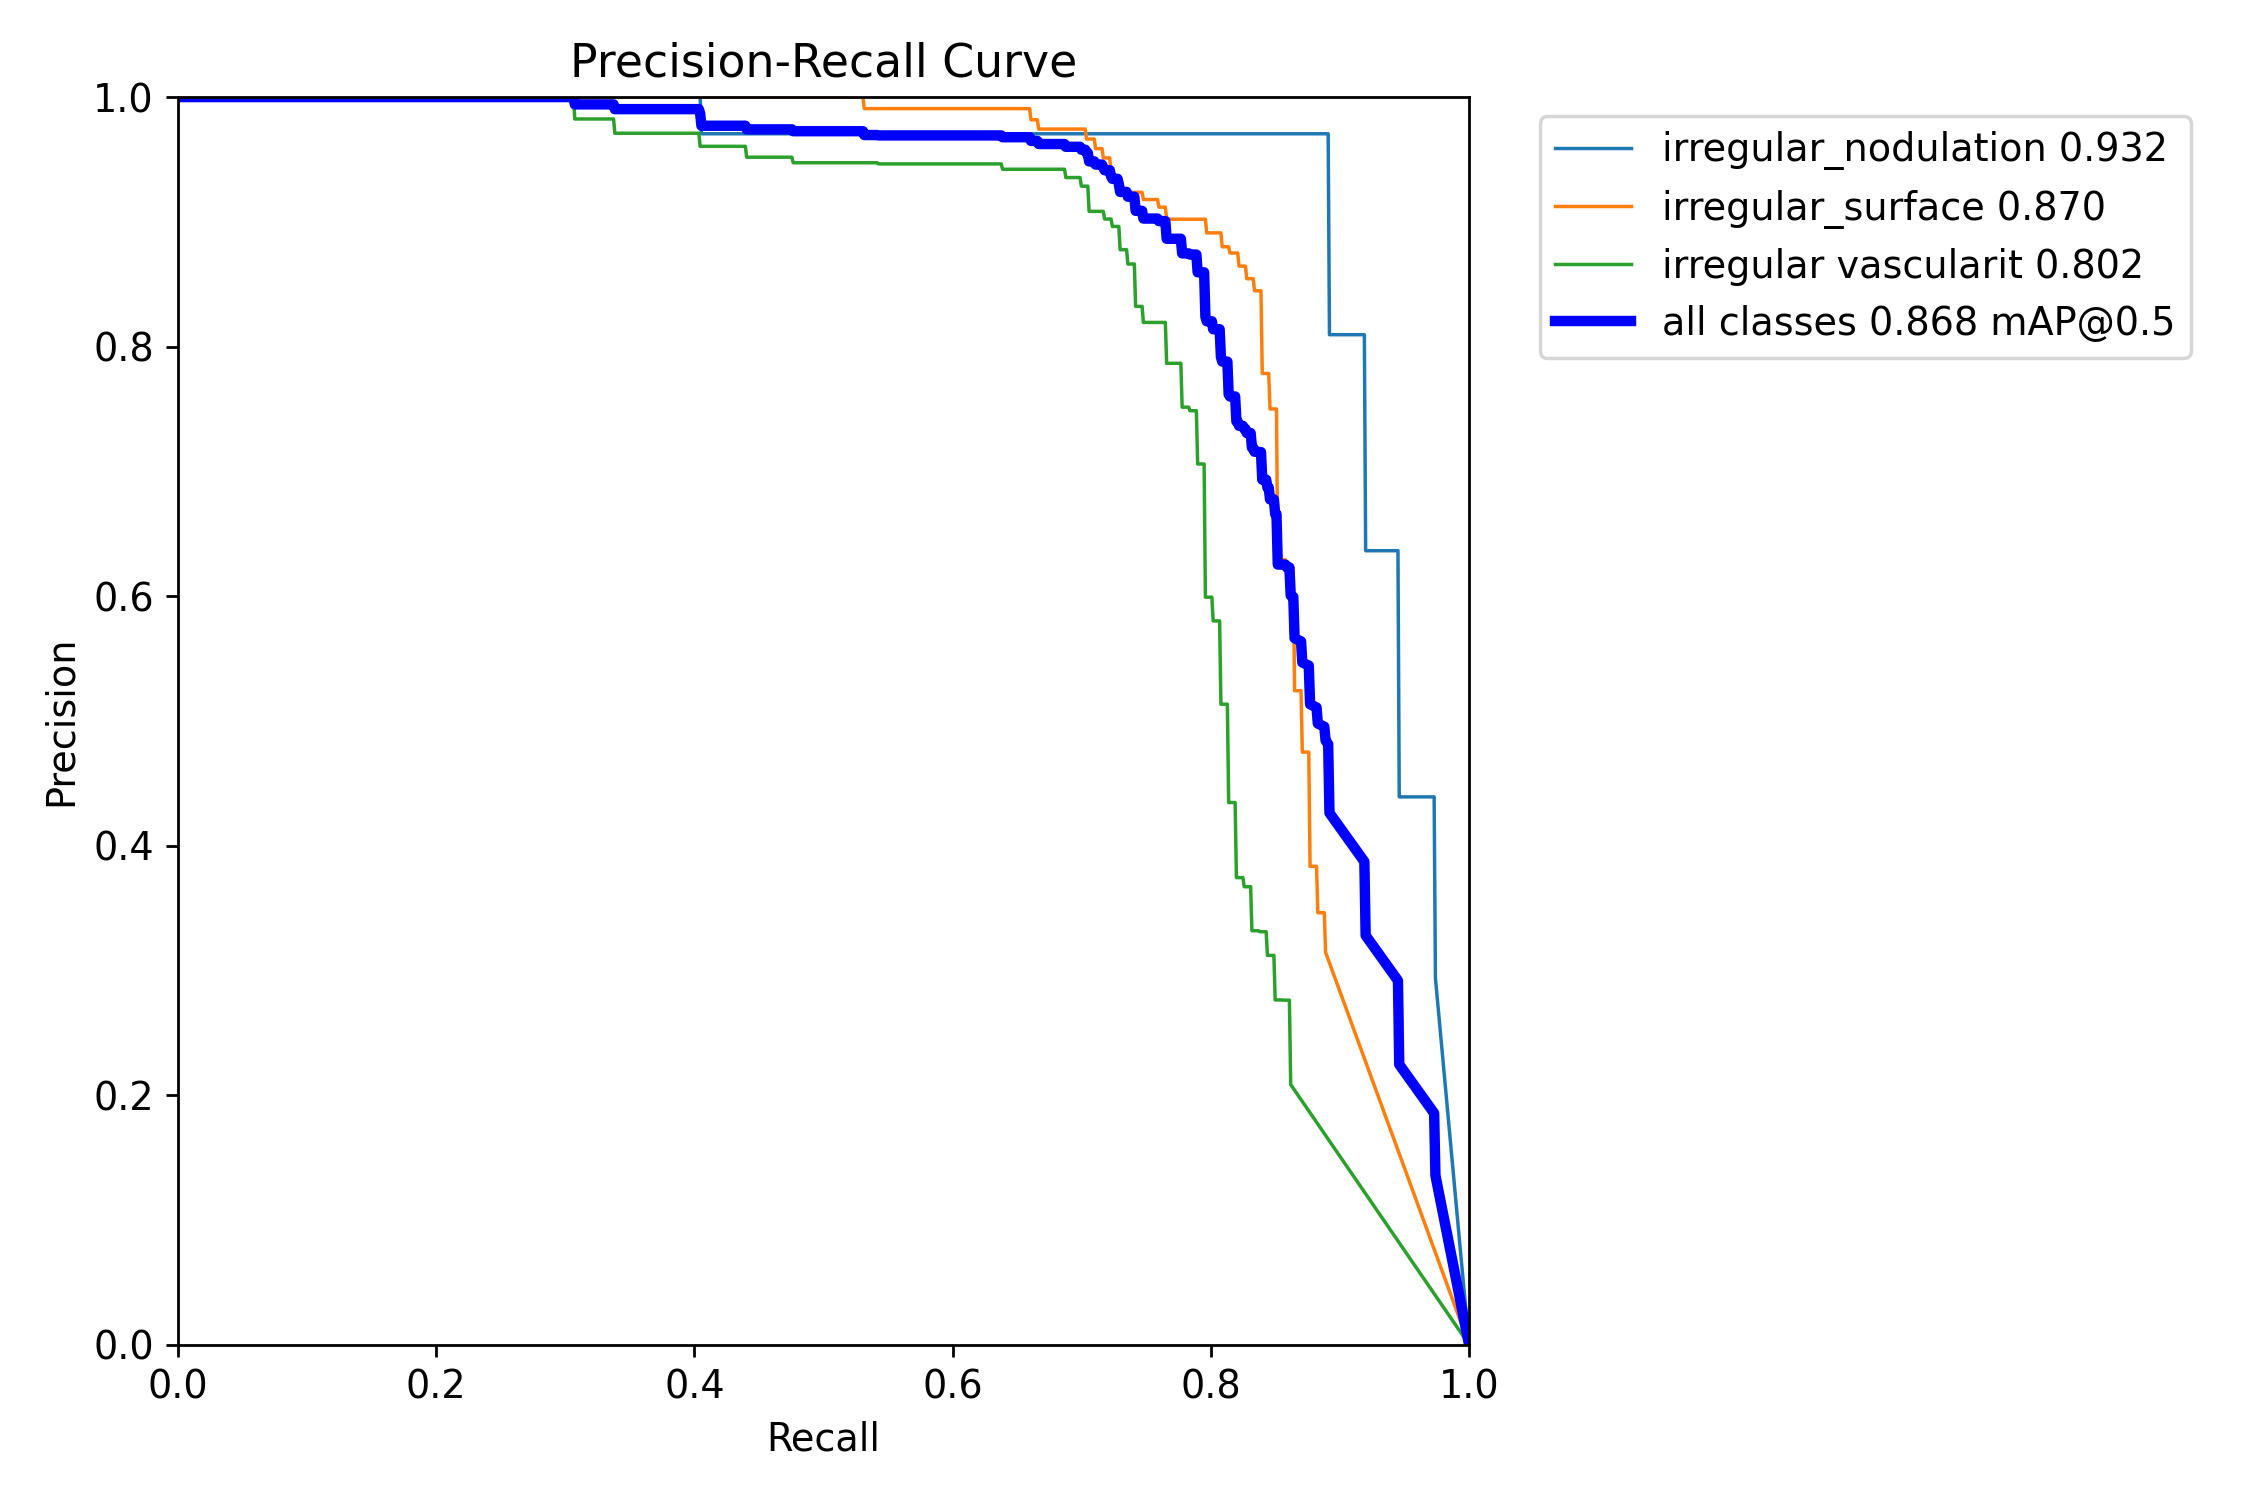 Precision-Recall Curve
1.0
0.8
0.6
0.4
0.2
0.0
Precision
0.0 0.2 0.4 0.6 0.8 1.0
Recall
irregular_nodulation 0.932
irregular_surface 0.870
irregular vascularit 0.802
all classes 0.868 mAP@0.5